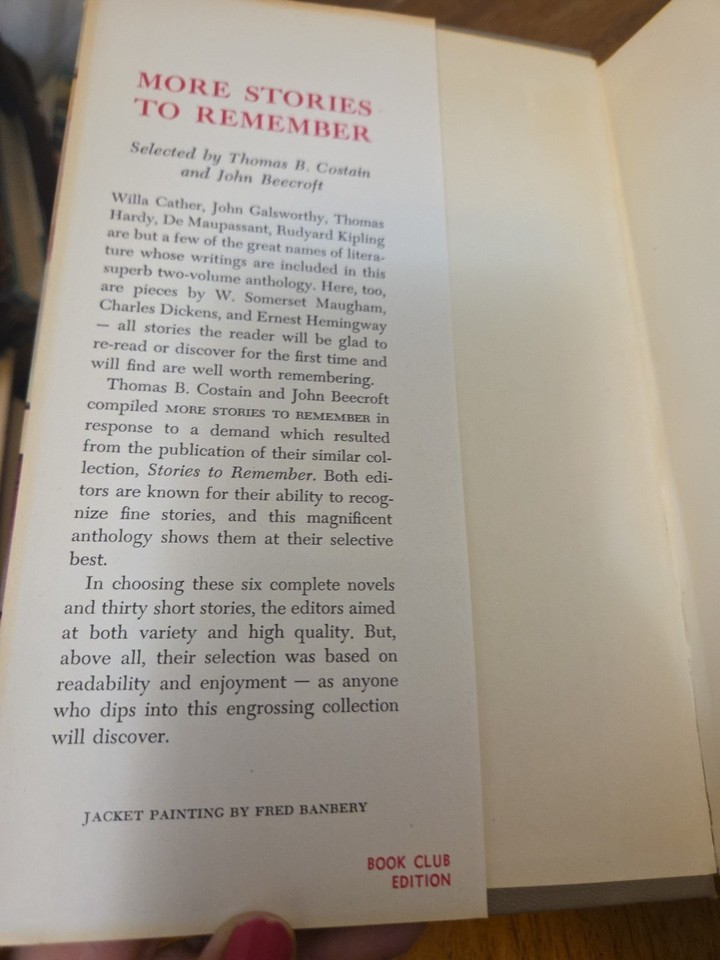 MORE STORIES
TO REMEMBER
Selected by Thomas B. Costain
and John Beecroft
Willa Cather, John Galsworthy, Thomas
Hardy, De Maupassant, Rudyard Kipling
are but a few of the great names of litera-
ture whose writings are included in this
superb two-volume anthology. Here, too,
are pieces by W. Somerset Maugham,
Charles Dickens, and Ernest Hemingway
— all stories the reader will be glad to
re-read or discover for the first time and
will find are well worth remembering.
Thomas B. Costain and John Beecroft
compiled MORE STORIES TO REMEMBER in
response to a demand which resulted
from the publication of their similar col-
lection, Stories to Remember. Both edi-
tors are known for their ability to recog-
nize fine stories, and this magnificent
anthology shows them at their selective
best.
In choosing these six complete novels
and thirty short stories, the editors aimed
at both variety and high quality. But,
above all, their selection was based on
readability and enjoyment — as anyone
who dips into this engrossing collection
will discover.
JACKET PAINTING BY FRED BANBERY
BOOK CLUB
EDITION